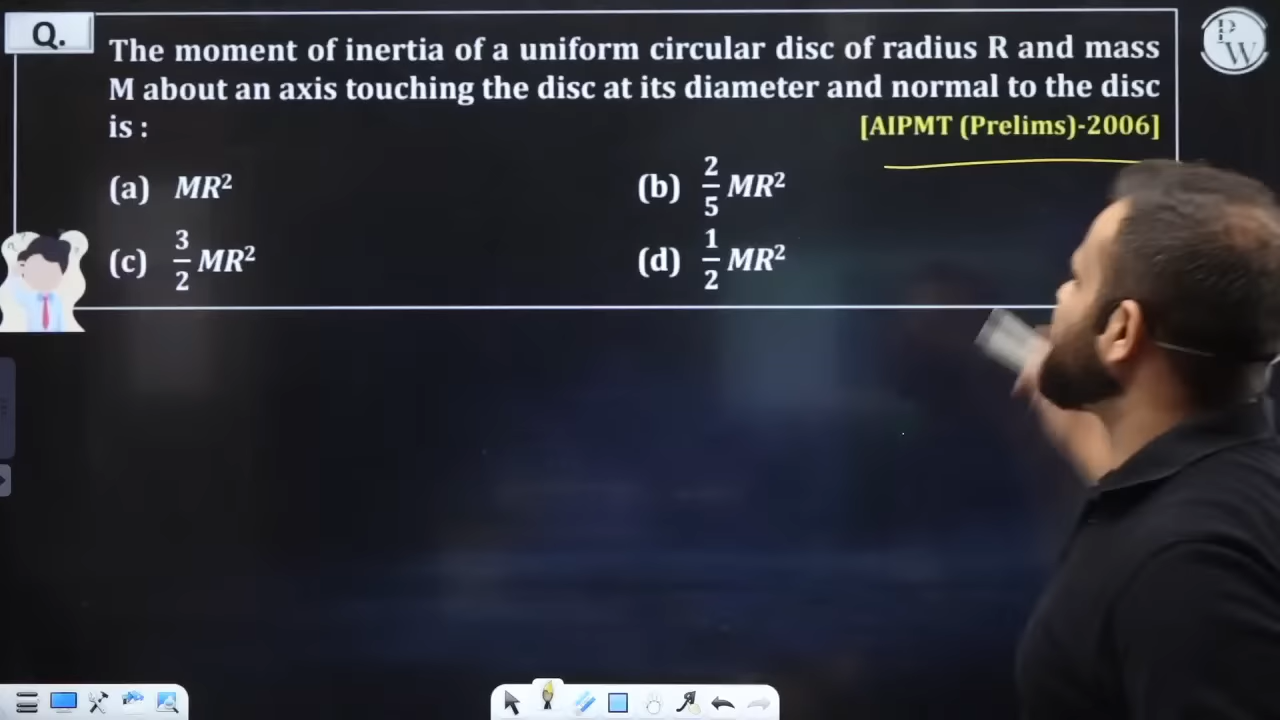 Q.
The moment of inertia of a uniform circular disc of radius R and mass
M about an axis touching the disc at its diameter and normal to the disc
is : [AIPMT (Prelims)-2006]
(a) MR² (b) 2/5 MR²
(c) 3/2 MR² (d) 1/2 MR²
PW